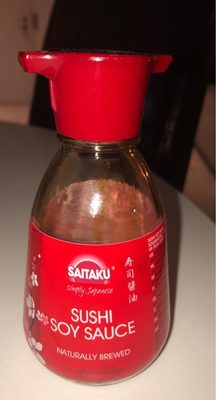 SAITAKU®
simply Japanese
寿司醤油
SUSHI
SOY SAUCE
NATURALLY BREWED